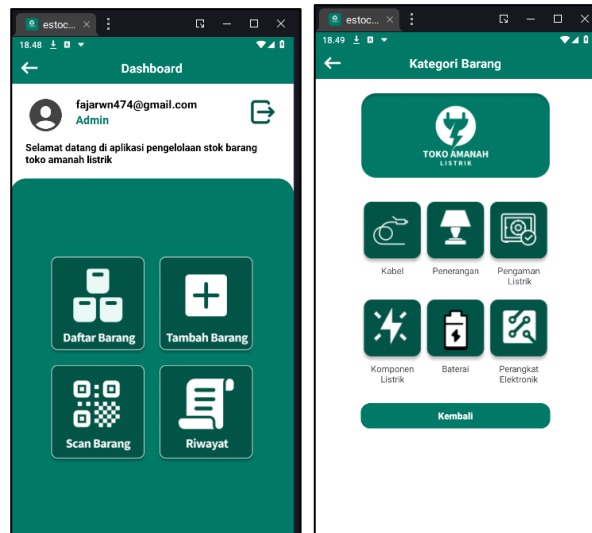 estoc...
18.48
Dashboard
fajarwn474@gmail.com
Admin
Selamat datang di aplikasi pengelolaan stok barang
toko amanah listrik
Daftar Barang
Tambah Barang
Scan Barang
Riwayat
estoc...
18.49
Kategori Barang
TOKO AMANAH
LISTRIK
Kabel
Penerangan
Pengaman
Listrik
Komponen
Listrik
Baterai
Perangkat
Elektronik
Kembali